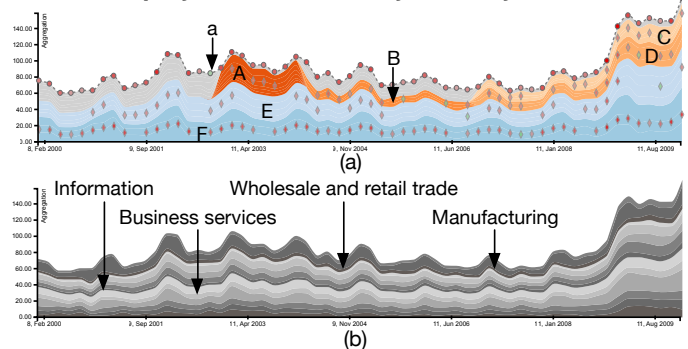 Aggregation
a
140.00
120.00
100.00
80.00
60.00
40.00
20.00
A
B
C
D
E
F
8, Feb 2000
9, Sep 2001
11, Apr 2003
9, Nov 2004
11, Jun 2006
11, Jan 2008
11, Aug 2009
(a)
Aggregation
140.00
120.00
100.00
80.00
60.00
40.00
20.00
0.00
Information
Business services
Wholesale and retail trade
Manufacturing
8, Feb 2000
9, Sep 2001
11, Apr 2003
9, Nov 2004
11, Jun 2006
11, Jan 2008
11, Aug 2009
(b)